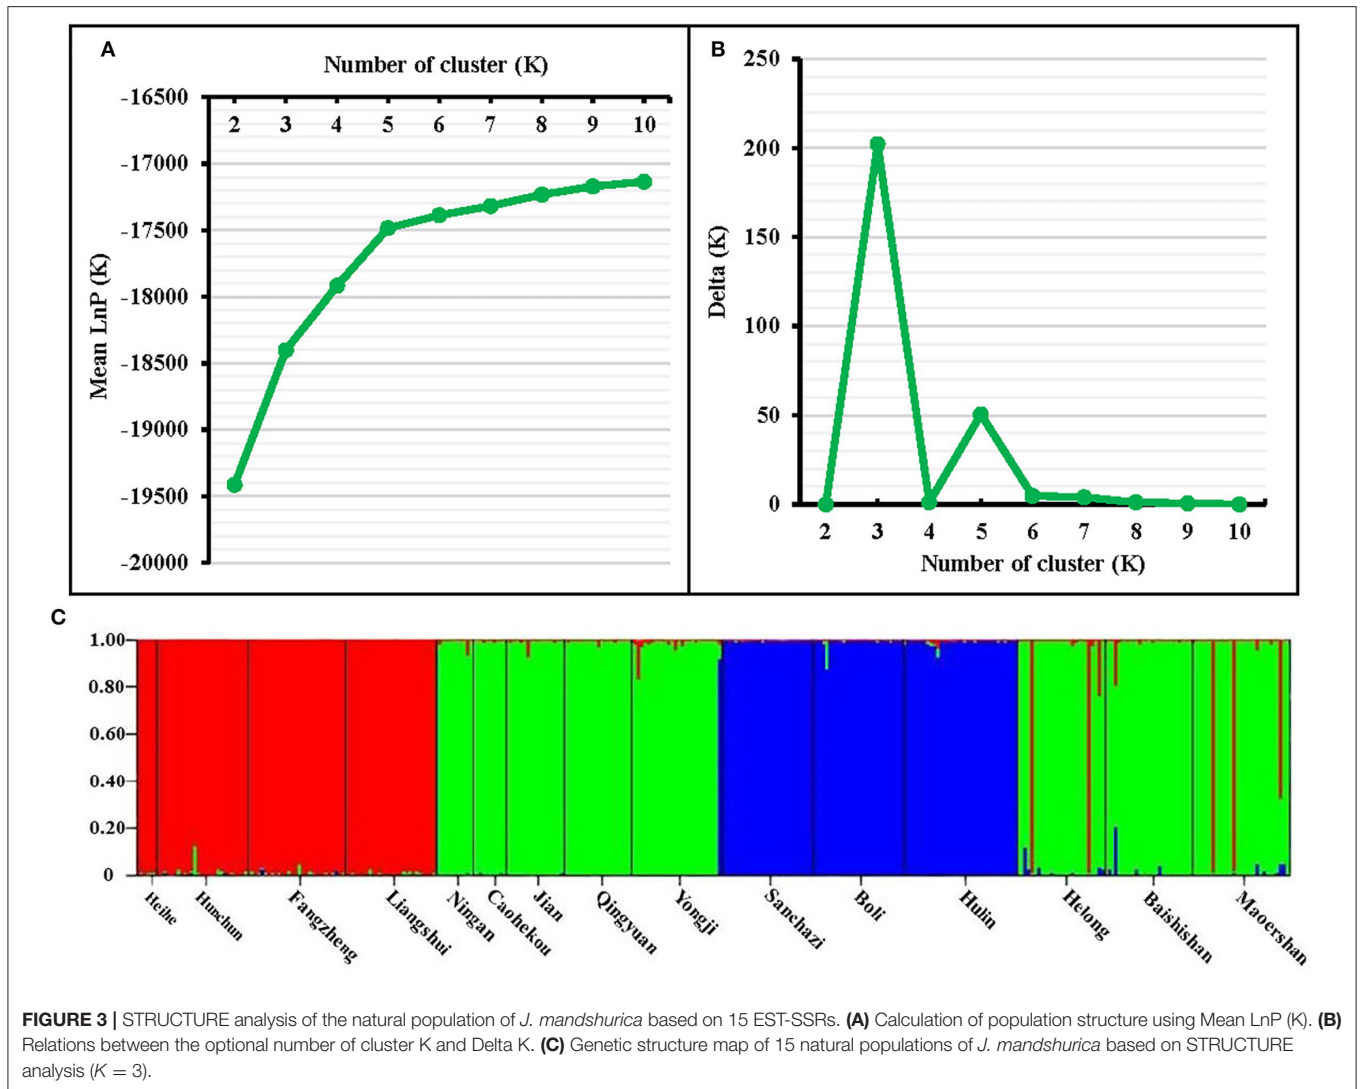 A
Number of cluster (K)
-16500
2 3 4 5 6 7 8 9 10
-17000
-17500
-18000
-18500
-19000
-19500
-20000
Mean LnP (K)
B
250
200
150
100
50
0
2 3 4 5 6 7 8 9 10
Delta (K)
Number of cluster (K)
C
1.00
0.80
0.60
0.40
0.20
0
Heihe
Hunchun
Fangzheng
Liangshui
Ningan
Caohekou
Jian
Qingyuan
Yongji
Sanchazi
Boli
Hulin
Helong
Baishishan
Maoershan
FIGURE 3 | STRUCTURE analysis of the natural population of J. mandshurica based on 15 EST-SSRs. (A) Calculation of population structure using Mean LnP (K). (B)
Relations between the optional number of cluster K and Delta K. (C) Genetic structure map of 15 natural populations of J. mandshurica based on STRUCTURE
analysis (K = 3).